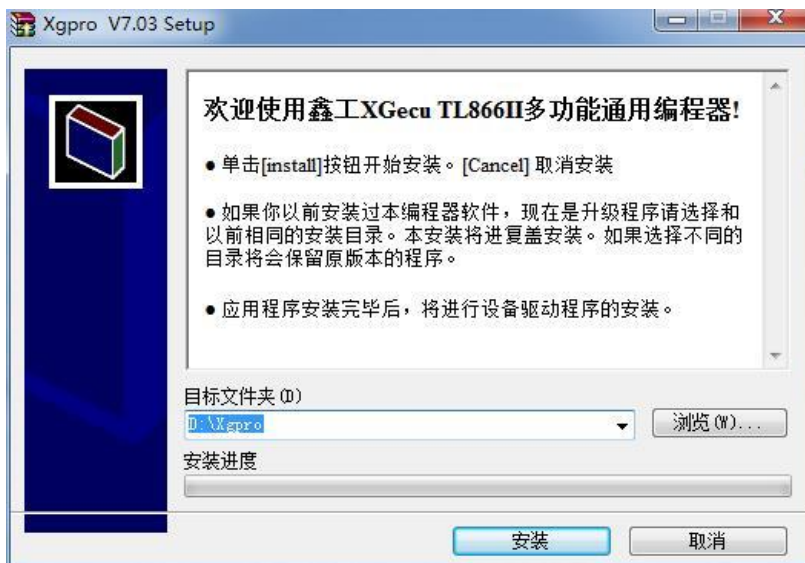 Xgpro V7.03 Setup
欢迎使用鑫工XGecu TL866II多功能通用编程器!
● 单击[install]按钮开始安装。[Cancel] 取消安装
● 如果你以前安装过本编程器软件，现在是升级程序请选择和
以前相同的安装目录。本安装将进复盖安装。如果选择不同的
目录将会保留原版本的程序。
● 应用程序安装完毕后，将进行设备驱动程序的安装。
目标文件夹(D)
D:\Xgpro
浏览(W)...
安装进度
安装
取消